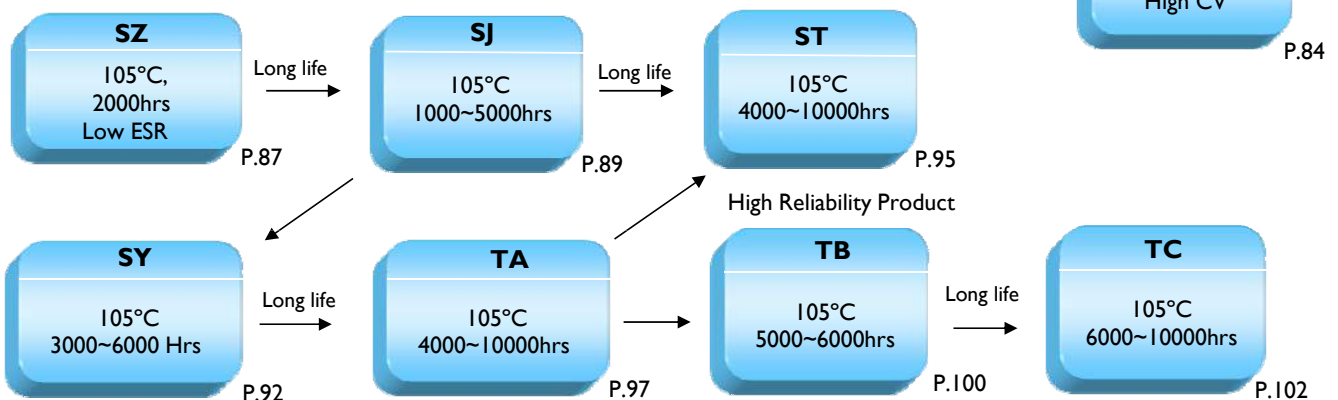 High CV
P.84
SZ
105°C,
2000hrs
Low ESR
P.87
Long life
SJ
105°C
1000~5000hrs
P.89
Long life
ST
105°C
4000~10000hrs
P.95
SY
105°C
3000~6000 Hrs
P.92
Long life
TA
105°C
4000~10000hrs
P.97
High Reliability Product
TB
105°C
5000~6000hrs
P.100
Long life
TC
105°C
6000~10000hrs
P.102